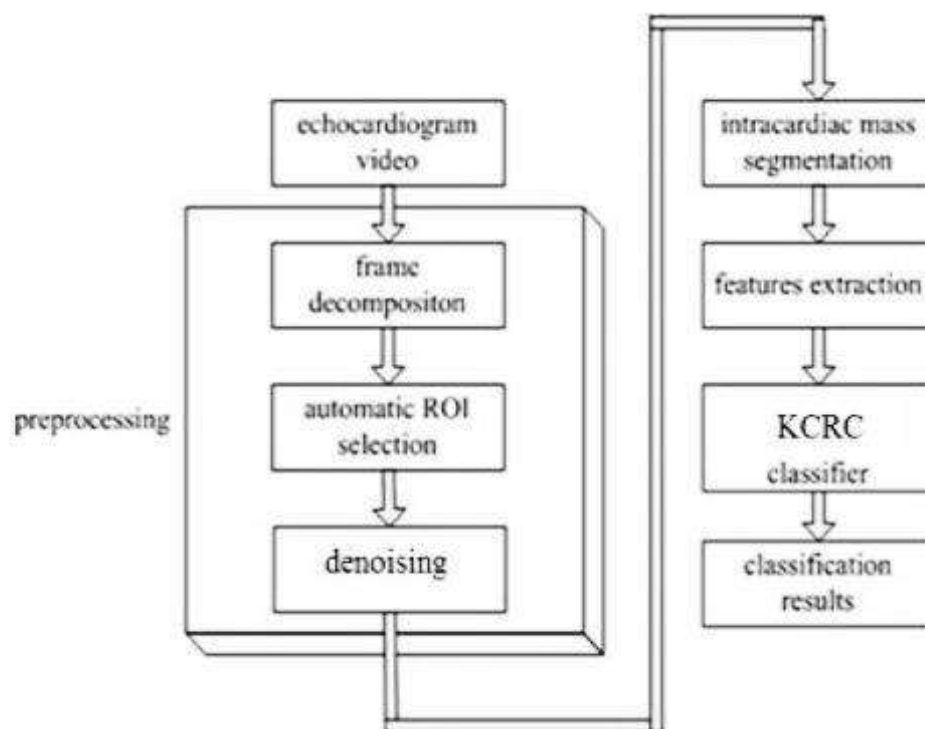 echocardiogram
video
preprocessing
frame
decompositon
automatic ROI
selection
denoising
intracardiac mass
segmentation
features extraction
KCRC
classifier
classification
results